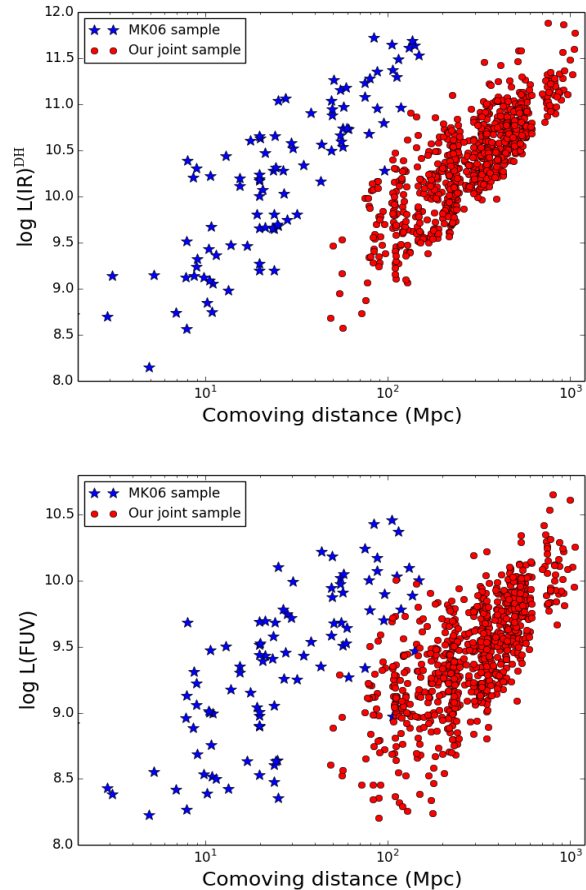 12.0
11.5
11.0
10.5
10.0
9.5
9.0
8.5
8.0
log L(IR)^DH
MK06 sample
Our joint sample
10^1
10^2
10^3
Comoving distance (Mpc)
10.5
10.0
9.5
9.0
8.5
8.0
log L(FUV)
MK06 sample
Our joint sample
10^1
10^2
10^3
Comoving distance (Mpc)